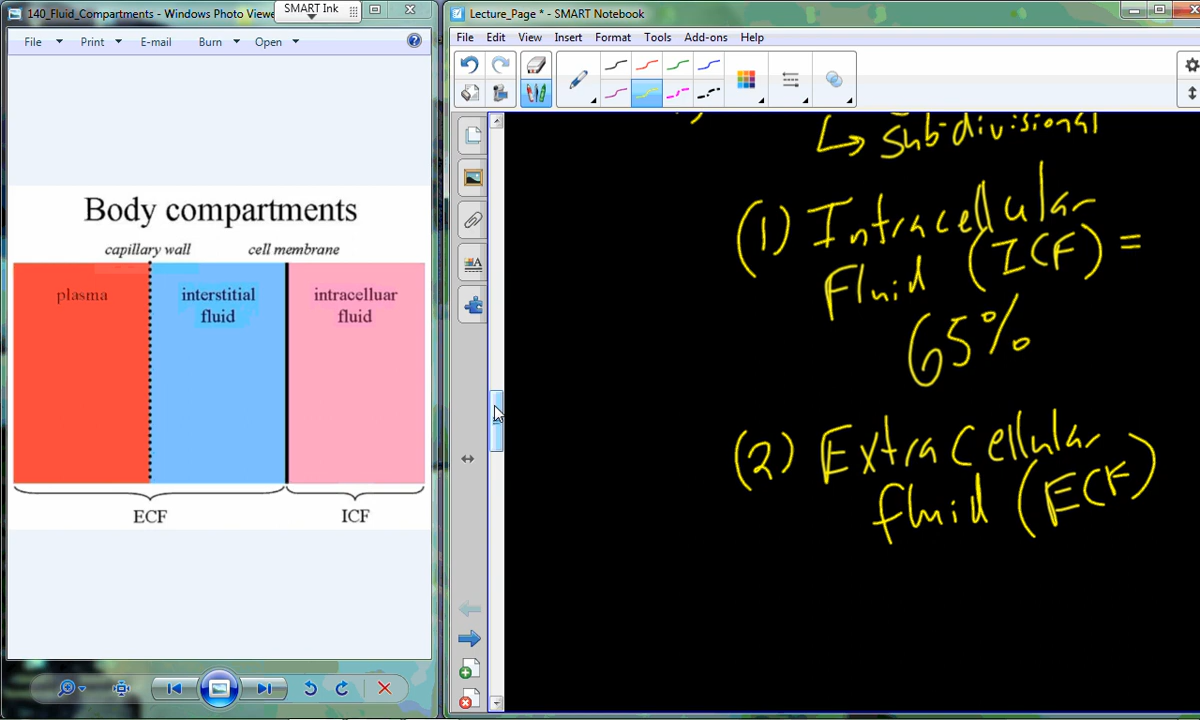 140_Fluid_Compartments - Windows Photo Viewe
SMART Ink
File Print E-mail Burn Open
Body compartments
capillary wall cell membrane
plasma
interstitial
fluid
intracelluar
fluid
ECF ICF
Lecture_Page * - SMART Notebook
File Edit View Insert Format Tools Add-ons Help
↳ sub-divisional
(1) Intracellular
Fluid (ICF) =
65%
(2) Extracellular
fluid (ECF)